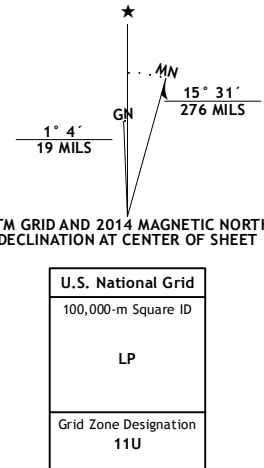 ★
MN
15° 31´
276 MILS
GN
1° 4´
19 MILS
TM GRID AND 2014 MAGNETIC NORTH
DECLINATION AT CENTER OF SHEET
U.S. National Grid
100,000-m Square ID
LP
Grid Zone Designation
11U